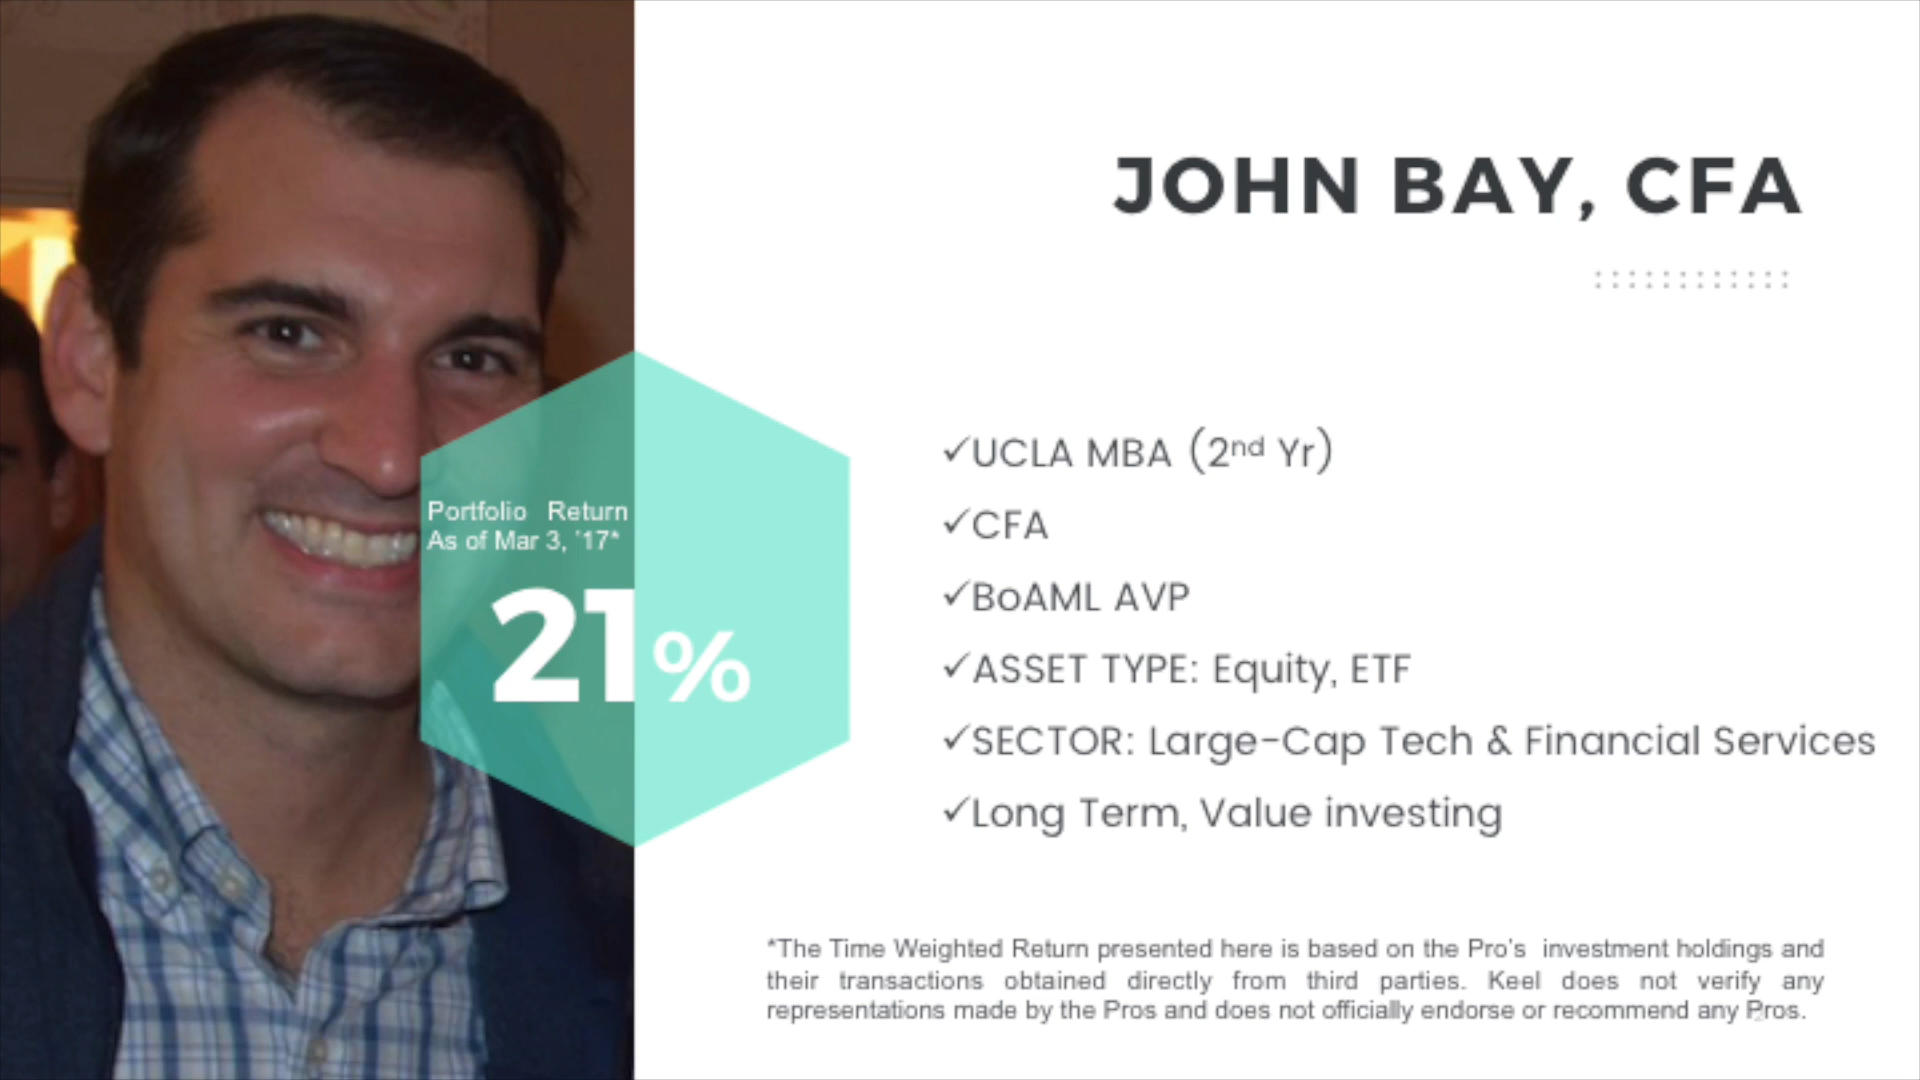 JOHN BAY, CFA
Portfolio Return
As of Mar 3, '17*
21%
✓UCLA MBA (2nd Yr)
✓CFA
✓BoAML AVP
✓ASSET TYPE: Equity, ETF
✓SECTOR: Large-Cap Tech & Financial Services
✓Long Term, Value investing
*The Time Weighted Return presented here is based on the Pro's investment holdings and
their transactions obtained directly from third parties. Keel does not verify any
representations made by the Pros and does not officially endorse or recommend any Pros.